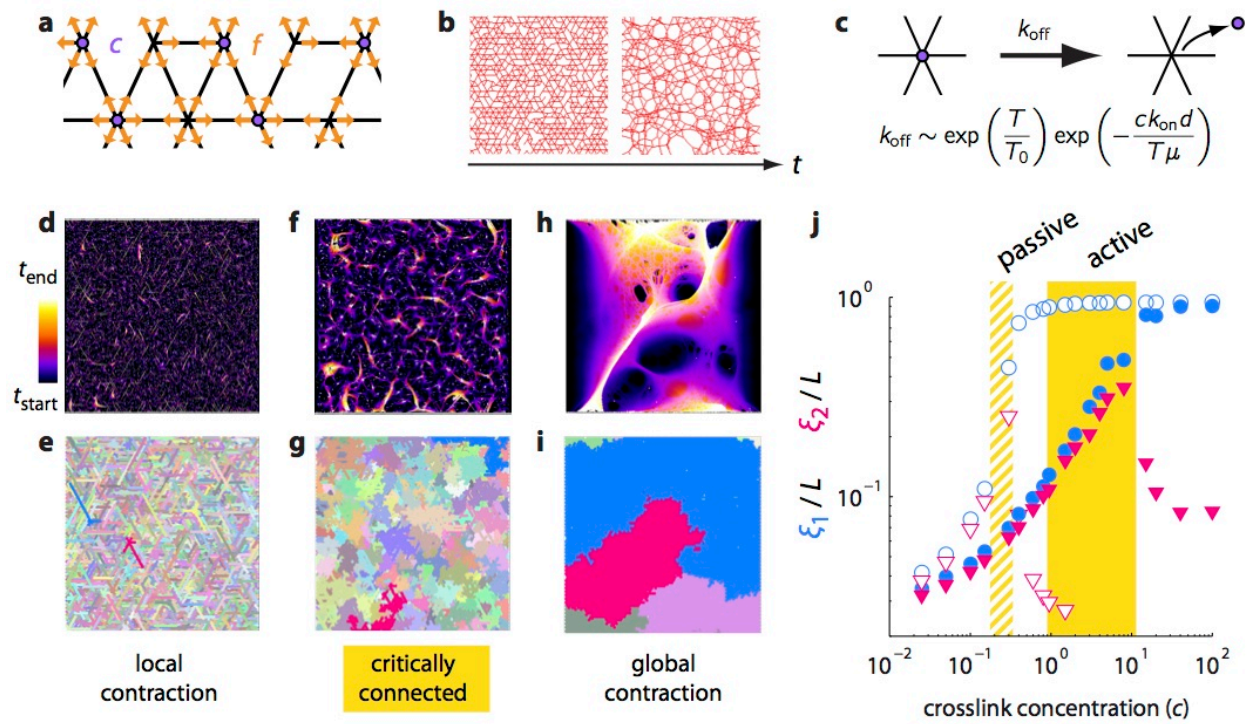 a
c
f
b
t
c
k_off
k_off ∼ exp (T/T_0) exp (−ck_on d/Tμ)
d
f
h
j
t_end
t_start
passive
active
10^0
10^-1
ξ_2 / L
ξ_1 / L
e
g
i
local
contraction
critically
connected
global
contraction
10^-2
10^-1
10^0
10^1
10^2
crosslink concentration (c)